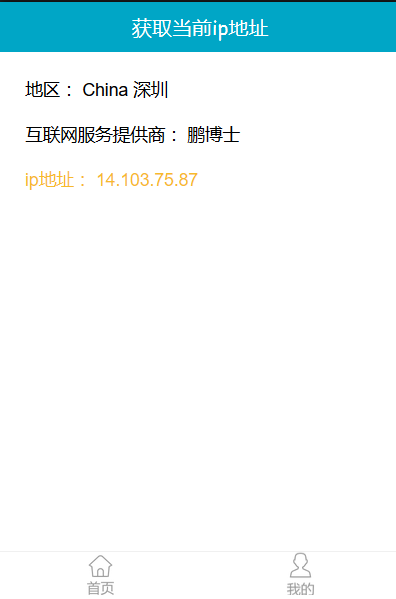 获取当前ip地址
地区： China 深圳
互联网服务提供商： 鹏博士
ip地址： 14.103.75.87
首页
我的